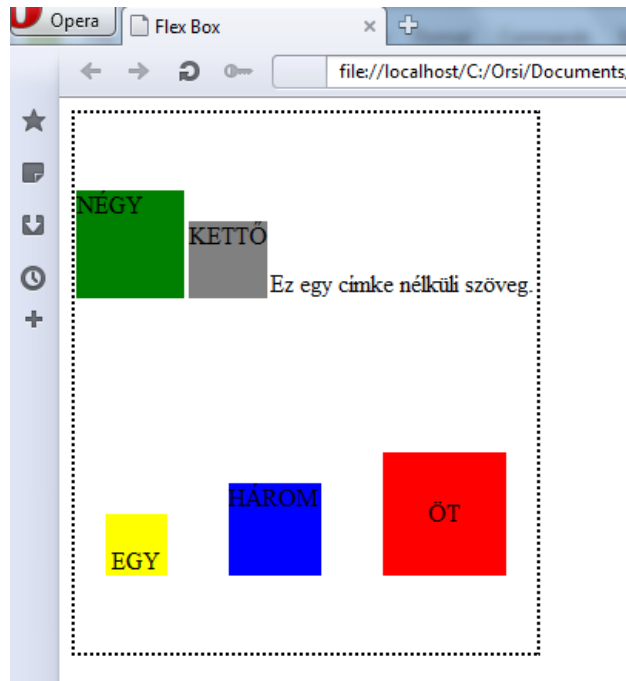 Opera
Flex Box
file://localhost/C:/Orsi/Documents/
NÉGY
KETTŐ
Ez egy címke nélküli szöveg.
HÁROM
ÖT
EGY